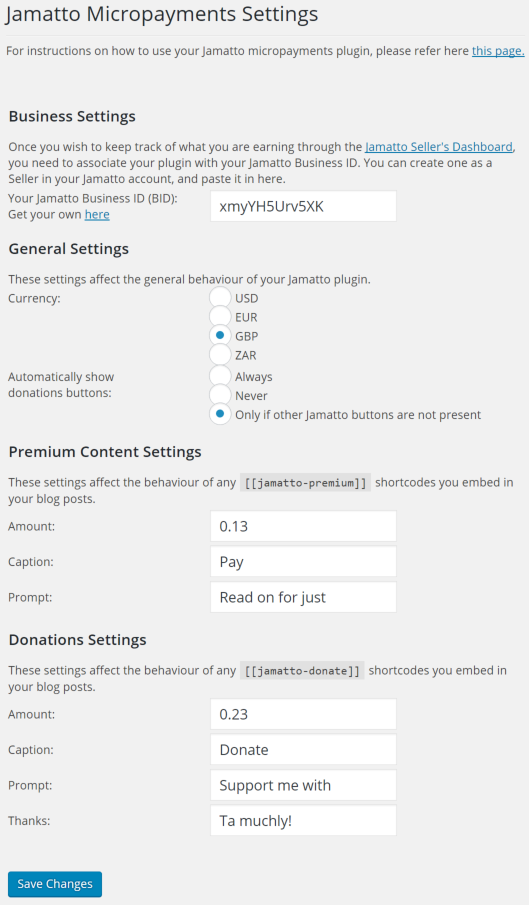 Jamatto Micropayments Settings
For instructions on how to use your Jamatto micropayments plugin, please refer here this page.
Business Settings
Once you wish to keep track of what you are earning through the Jamatto Seller's Dashboard,
you need to associate your plugin with your Jamatto Business ID. You can create one as a
Seller in your Jamatto account, and paste it in here.
Your Jamatto Business ID (BID):
Get your own here
xmyYH5Urv5XK
General Settings
These settings affect the general behaviour of your Jamatto plugin.
Currency:
USD
EUR
GBP
ZAR
Automatically show
donations buttons:
Always
Never
Only if other Jamatto buttons are not present
Premium Content Settings
These settings affect the behaviour of any [[jamatto-premium]] shortcodes you embed in
your blog posts.
Amount:
0.13
Caption:
Pay
Prompt:
Read on for just
Donations Settings
These settings affect the behaviour of any [[jamatto-donate]] shortcodes you embed in
your blog posts.
Amount:
0.23
Caption:
Donate
Prompt:
Support me with
Thanks:
Ta muchly!
Save Changes